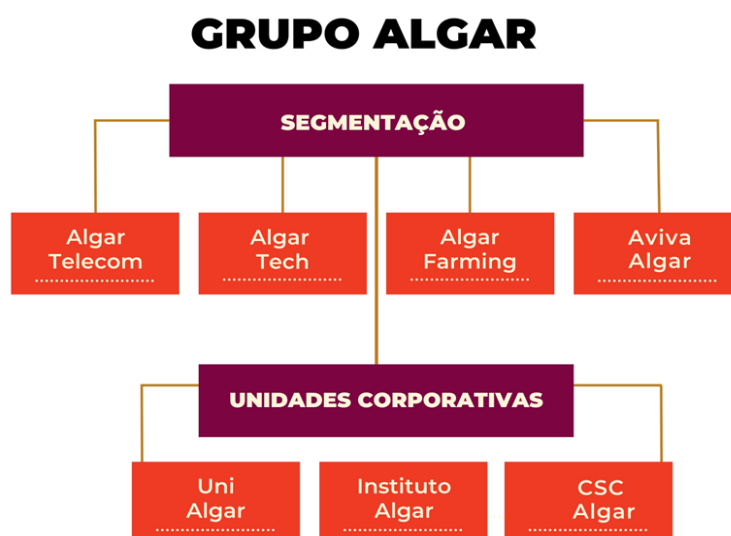 GRUPO ALGAR
SEGMENTAÇÃO
Algar
Telecom
Algar
Tech
Algar
Farming
Aviva
Algar
UNIDADES CORPORATIVAS
Uni
Algar
Instituto
Algar
CSC
Algar